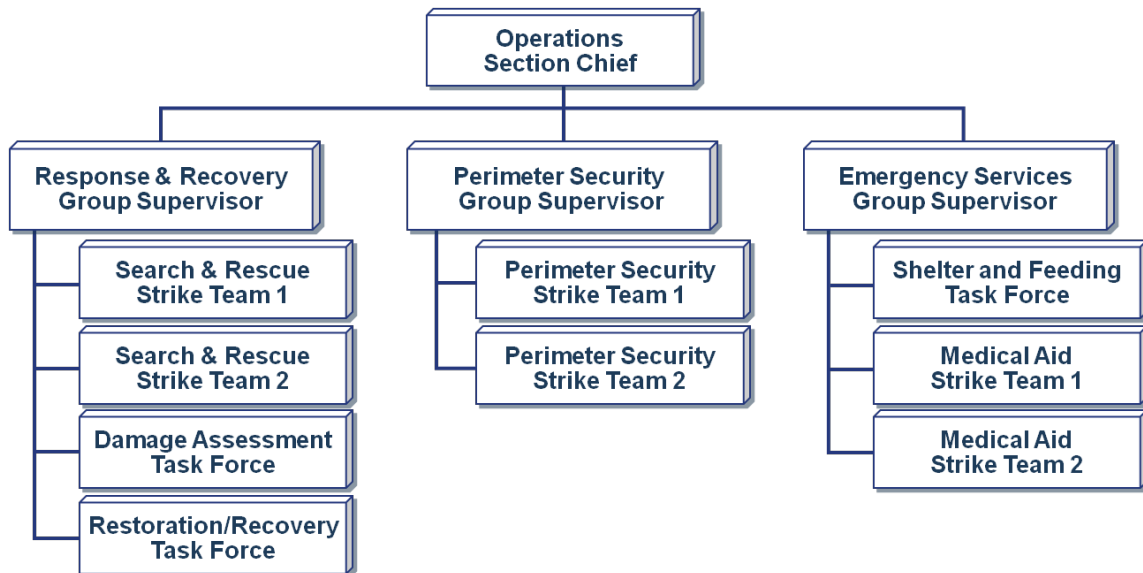 Operations
Section Chief
Response & Recovery
Group Supervisor
Perimeter Security
Group Supervisor
Emergency Services
Group Supervisor
Search & Rescue
Strike Team 1
Search & Rescue
Strike Team 2
Damage Assessment
Task Force
Restoration/Recovery
Task Force
Perimeter Security
Strike Team 1
Perimeter Security
Strike Team 2
Shelter and Feeding
Task Force
Medical Aid
Strike Team 1
Medical Aid
Strike Team 2